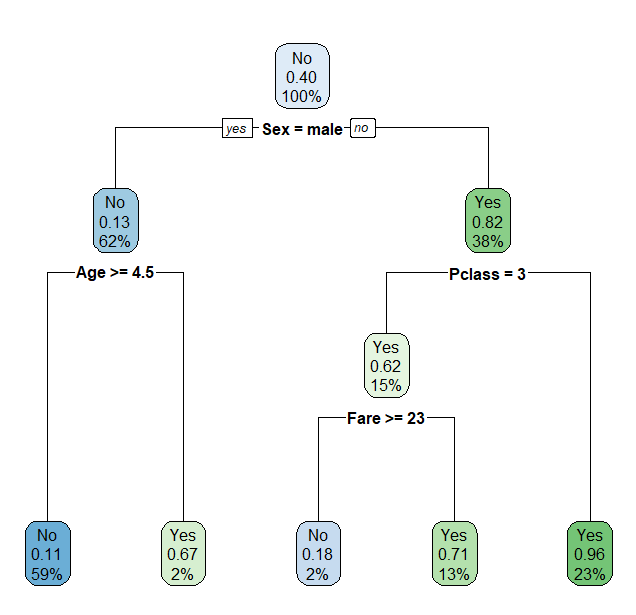 No
0.40
100%
yes Sex = male no
No
0.13
62%
Yes
0.82
38%
Age >= 4.5
Pclass = 3
Yes
0.62
15%
Fare >= 23
No
0.11
59%
Yes
0.67
2%
No
0.18
2%
Yes
0.71
13%
Yes
0.96
23%